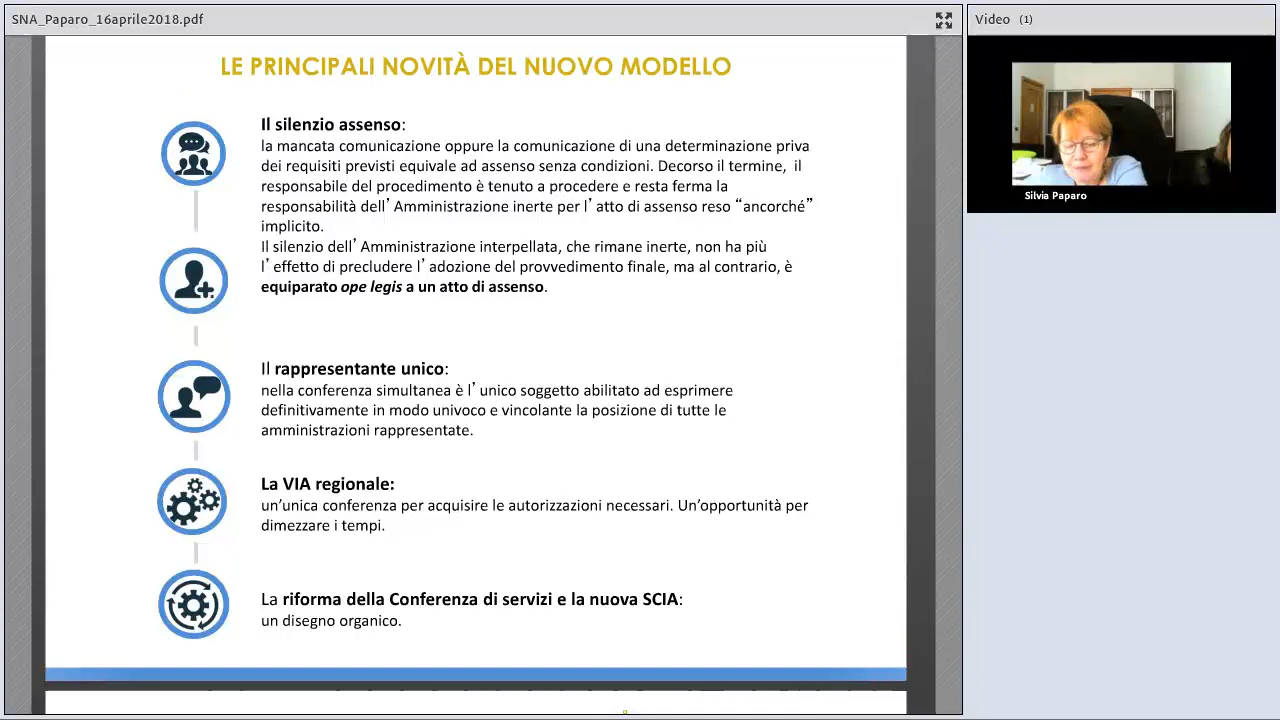 SNA_Paparo_16aprile2018.pdf
Video (1)
LE PRINCIPALI NOVITÀ DEL NUOVO MODELLO
Il silenzio assenso:
la mancata comunicazione oppure la comunicazione di una determinazione priva
dei requisiti previsti equivale ad assenso senza condizioni. Decorso il termine, il
responsabile del procedimento è tenuto a procedere e resta ferma la
responsabilità dell’Amministrazione inerte per l’atto di assenso reso “ancorché”
implicito.
Il silenzio dell’Amministrazione interpellata, che rimane inerte, non ha più
l’effetto di precludere l’adozione del provvedimento finale, ma al contrario, è
equiparato ope legis a un atto di assenso.
Il rappresentante unico:
nella conferenza simultanea è l’unico soggetto abilitato ad esprimere
definitivamente in modo univoco e vincolante la posizione di tutte le
amministrazioni rappresentate.
La VIA regionale:
un’unica conferenza per acquisire le autorizzazioni necessari. Un’opportunità per
dimezzare i tempi.
La riforma della Conferenza di servizi e la nuova SCIA:
un disegno organico.
Silvia Paparo